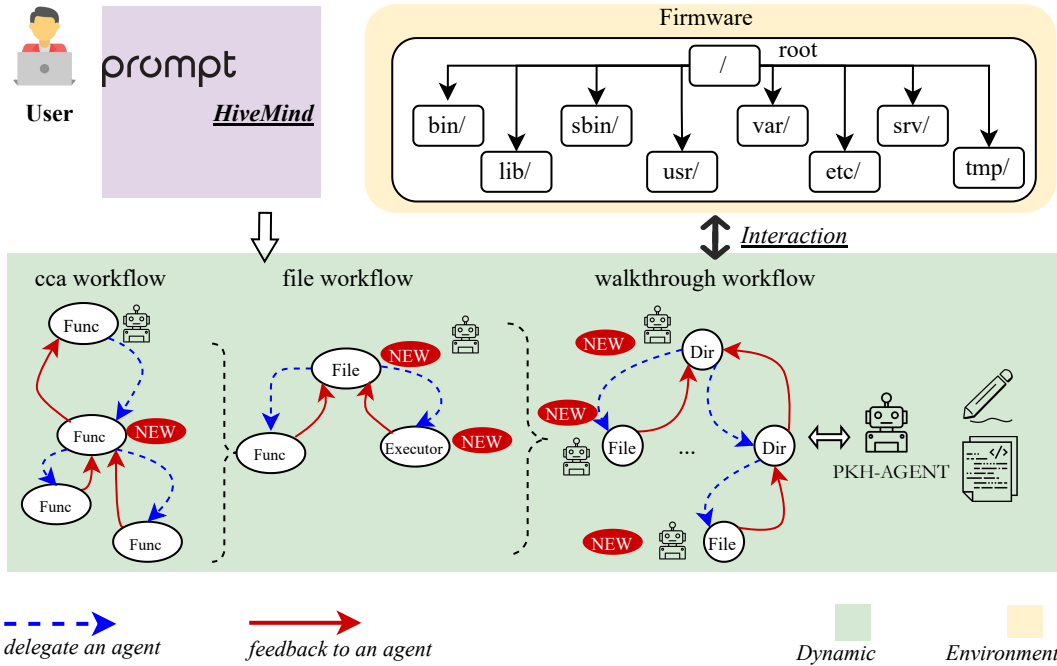 User
prompt
HiveMind
Firmware
/
root
bin/
sbin/
var/
srv/
lib/
usr/
etc/
tmp/
Interaction
cca workflow
file workflow
walkthrough workflow
Func
Func
NEW
Func
Func
File
NEW
Func
Executor
NEW
NEW
Dir
NEW
File
...
Dir
NEW
File
PKH-AGENT
</>
delegate an agent
feedback to an agent
Dynamic
Environment